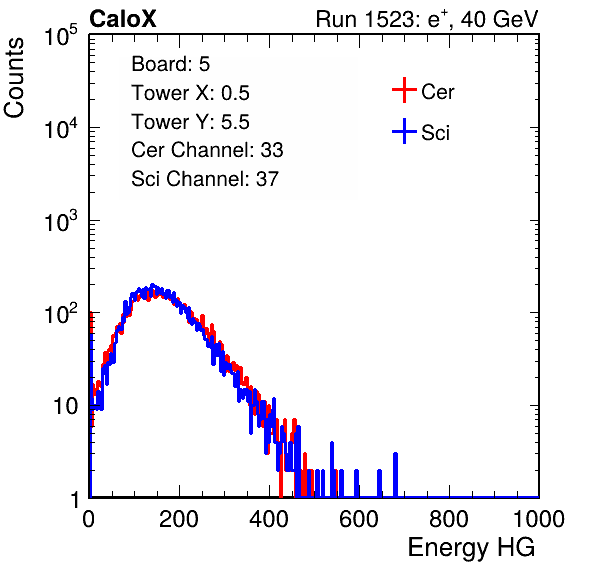 CaloX Run 1523: e⁺, 40 GeV
Counts
10⁵
10⁴
10³
10²
10
1
Board: 5
Tower X: 0.5
Tower Y: 5.5
Cer Channel: 33
Sci Channel: 37
Cer
Sci
0 200 400 600 800 1000
Energy HG